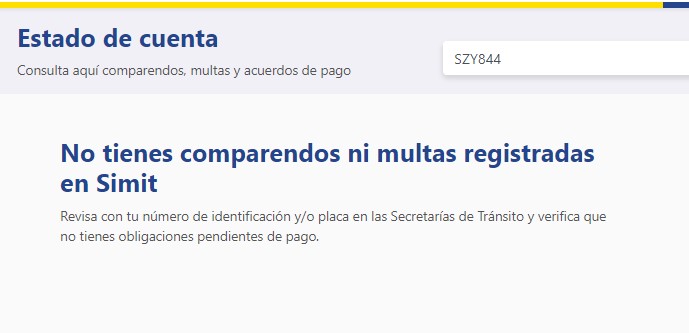 Estado de cuenta
Consulta aquí comparendos, multas y acuerdos de pago
SZY844
No tienes comparendos ni multas registradas
en Simit
Revisa con tu número de identificación y/o placa en las Secretarías de Tránsito y verifica que
no tienes obligaciones pendientes de pago.